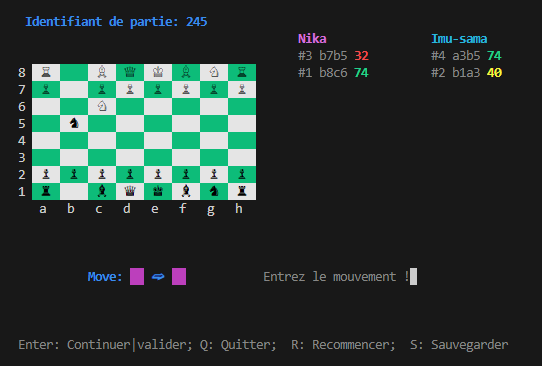 Identifiant de partie: 245
Nika Imu-sama
#3 b7b5 32 #4 a3b5 74
#1 b8c6 74 #2 b1a3 40
8
7
6
5
4
3
2
1
a b c d e f g h
Move: Entrez le mouvement !
Enter: Continuer|valider; Q: Quitter; R: Recommencer; S: Sauvegarder